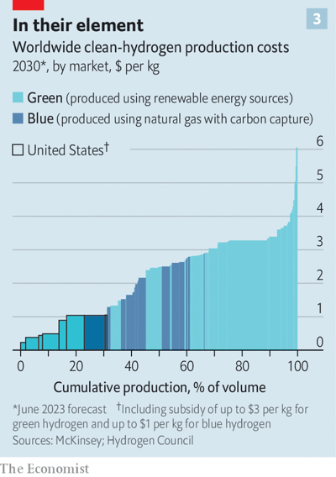 3
In their element
Worldwide clean-hydrogen production costs
2030*, by market, $ per kg
Green (produced using renewable energy sources)
Blue (produced using natural gas with carbon capture)
United States†
6
5
4
3
2
1
0
0 20 40 60 80 100
Cumulative production, % of volume
*June 2023 forecast †Including subsidy of up to $3 per kg for
green hydrogen and up to $1 per kg for blue hydrogen
Sources: McKinsey; Hydrogen Council
The Economist